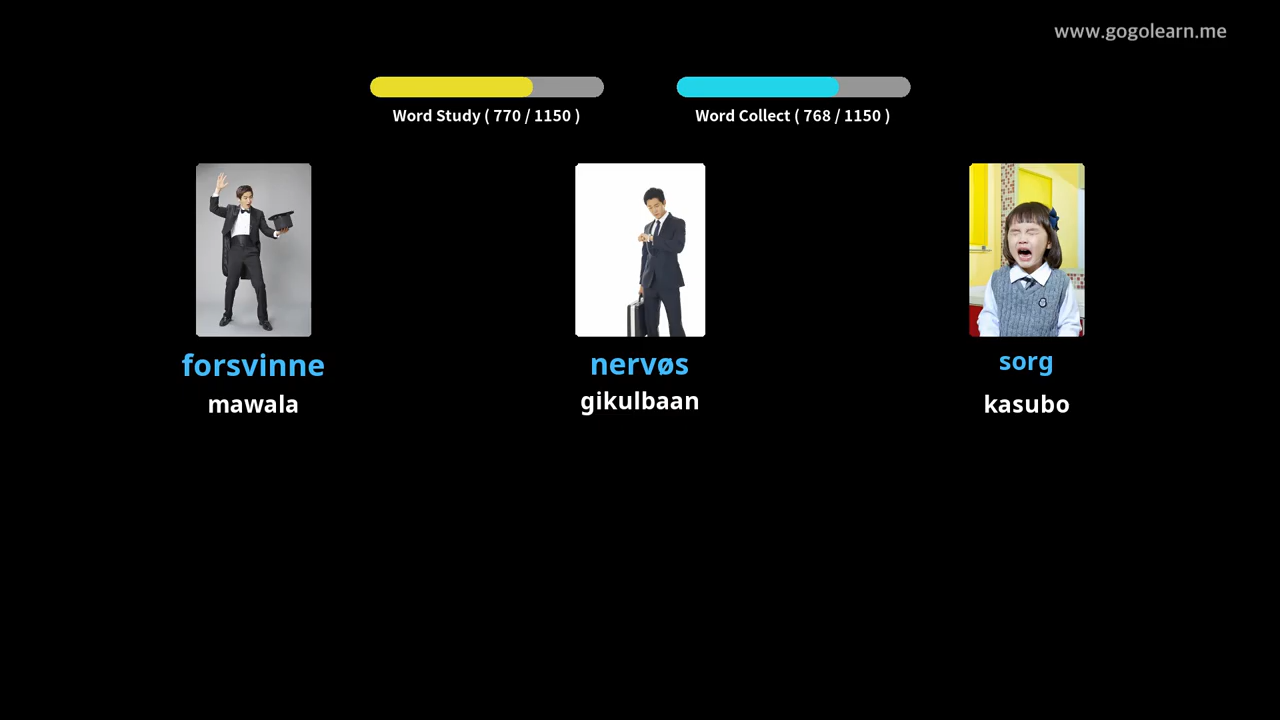 www.gogolearn.me
Word Study ( 770 / 1150 )
Word Collect ( 768 / 1150 )
forsvinne
mawala
nervøs
gikulbaan
sorg
kasubo